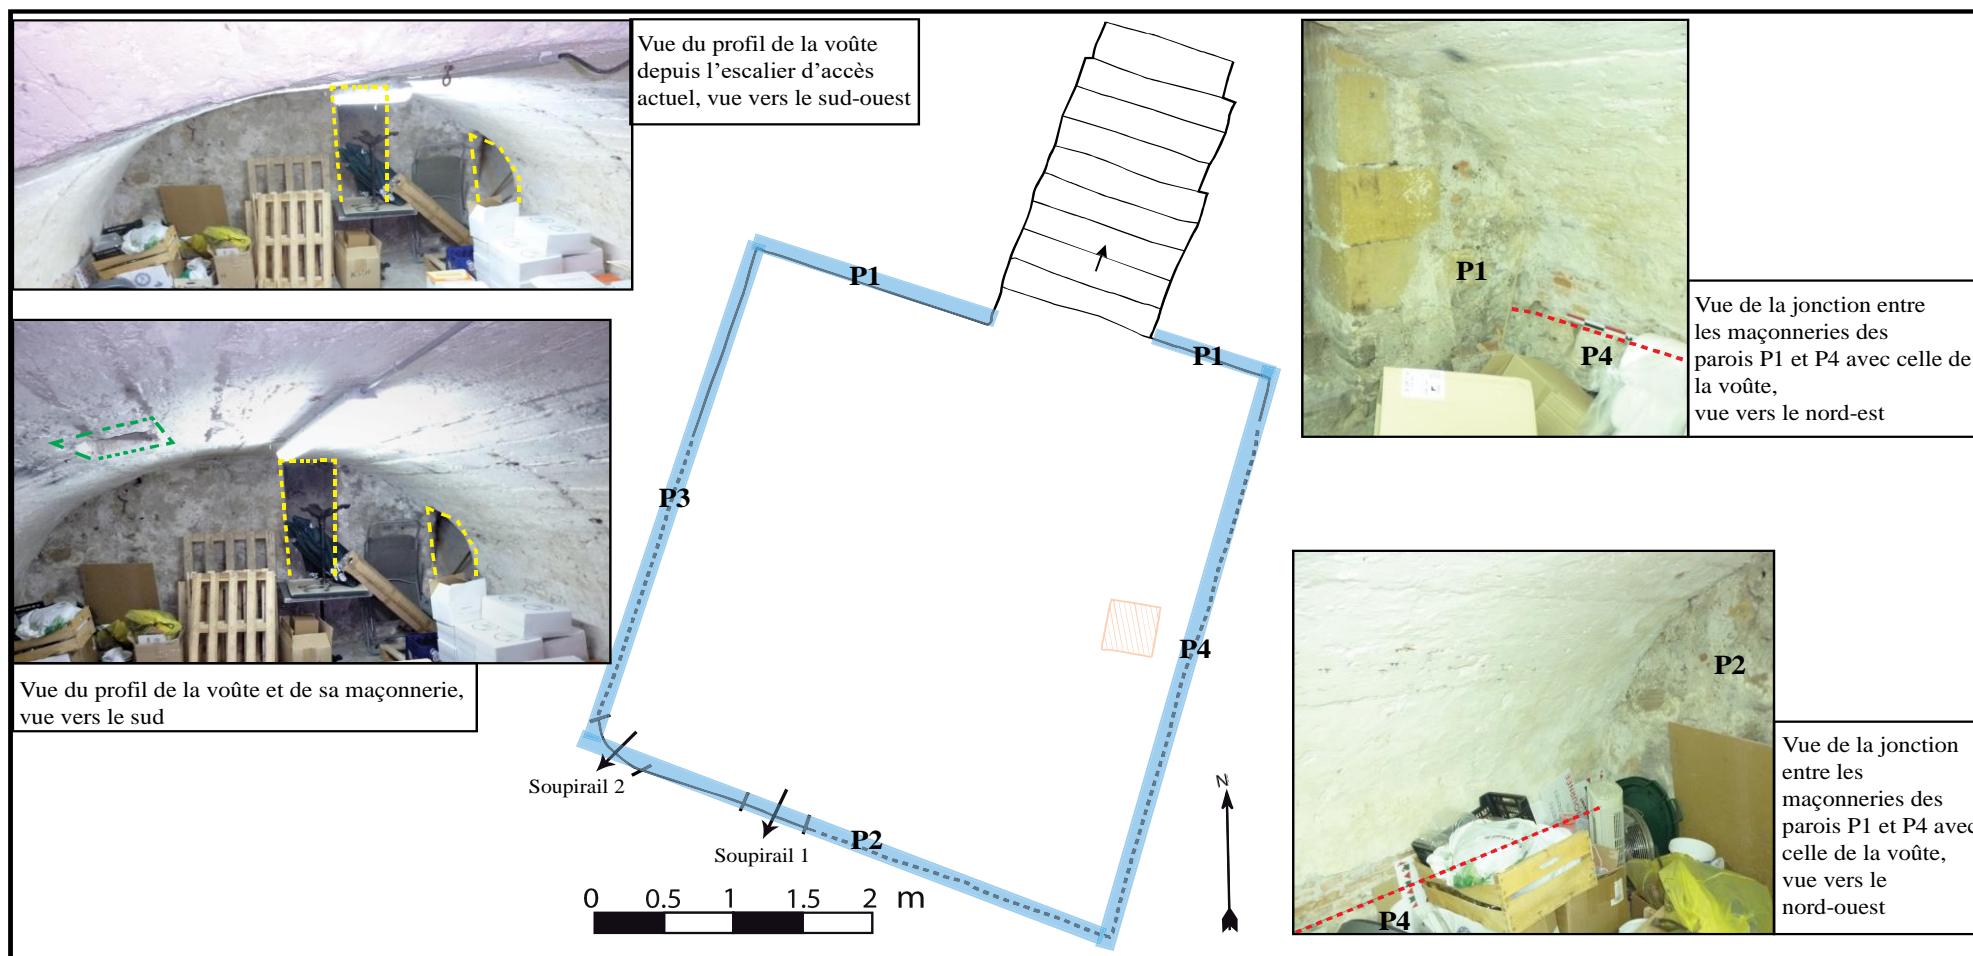 Vue du profil de la voûte
depuis l'escalier d'accès
actuel, vue vers le sud-ouest
Vue du profil de la voûte et de sa maçonnerie,
vue vers le sud
P1
P1
P3
P4
P2
Soupirail 2
Soupirail 1
0 0.5 1 1.5 2 m
N
P1
P4
Vue de la jonction entre
les maçonneries des
parois P1 et P4 avec celle de
la voûte,
vue vers le nord-est
P2
P4
Vue de la jonction
entre les
maçonneries des
parois P1 et P4 avec
celle de la voûte,
vue vers le
nord-ouest